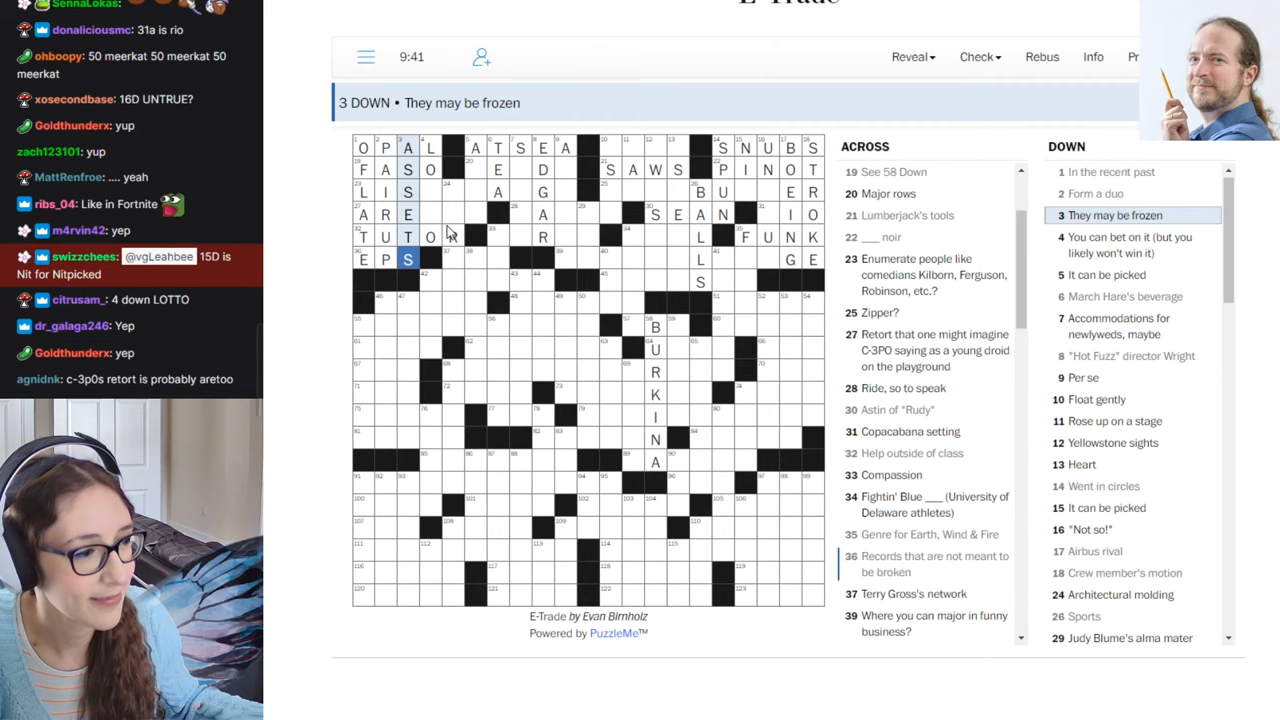 SennaLokas:
donaliciousmc: 31a is rio
ohboopy: 50 meerkat 50 meerkat 50
meerkat
xosecondbase: 16D UNTRUE?
Goldthunderx: yup
zach123101: yup
MattRenfroe: .... yeah
ribs_04: Like in Fortnite
m4rvin42: yep
swizzchees: @vgLeahbee 15D is
Nit for Nitpicked
citrusam_: 4 down LOTTO
dr_galaga246: Yep
Goldthunderx: yep
agnidnk: c-3p0s retort is probably aretoo
E-Trade
9:41
Reveal
Check
Rebus
Info
3 DOWN • They may be frozen
O P A L A T S E A S N U B S
F A S O E D S A W S P I N O T
L I S A G B U E R
A R E A S E A N I O
T U T O R R L F U N K
E P S L G E
S
B
U
R
K
I
N
A
E-Trade by Evan Birnholz
Powered by PuzzleMe™
ACROSS
19 See 58 Down
20 Major rows
21 Lumberjack's tools
22 ___ noir
23 Enumerate people like
comedians Kilborn, Ferguson,
Robinson, etc.?
25 Zipper?
27 Retort that one might imagine
C-3PO saying as a young droid
on the playground
28 Ride, so to speak
30 Astin of "Rudy"
31 Copacabana setting
32 Help outside of class
33 Compassion
34 Fightin' Blue ___ (University of
Delaware athletes)
35 Genre for Earth, Wind & Fire
36 Records that are not meant to
be broken
37 Terry Gross's network
39 Where you can major in funny
business?
DOWN
1 In the recent past
2 Form a duo
3 They may be frozen
4 You can bet on it (but you
likely won't win it)
5 It can be picked
6 March Hare's beverage
7 Accommodations for
newlyweds, maybe
8 "Hot Fuzz" director Wright
9 Per se
10 Float gently
11 Rose up on a stage
12 Yellowstone sights
13 Heart
14 Went in circles
15 It can be picked
16 "Not so!"
17 Airbus rival
18 Crew member's motion
24 Architectural molding
26 Sports
29 Judy Blume's alma mater